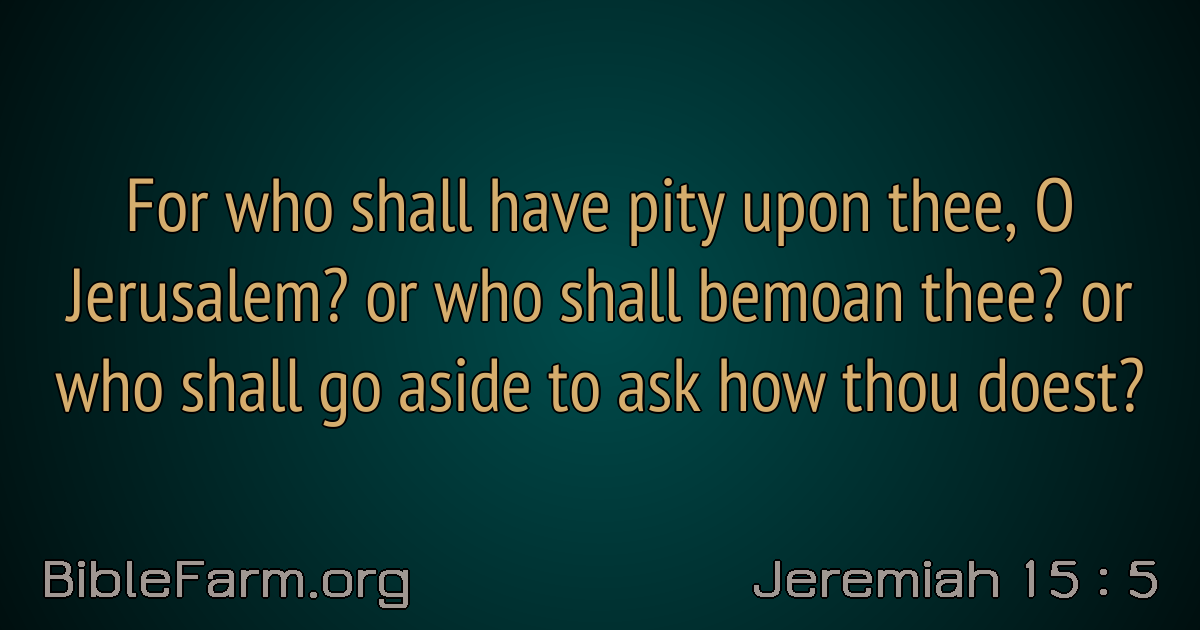 For who shall have pity upon thee, O
Jerusalem? or who shall bemoan thee? or
who shall go aside to ask how thou doest?
BibleFarm.org
Jeremiah 15 : 5